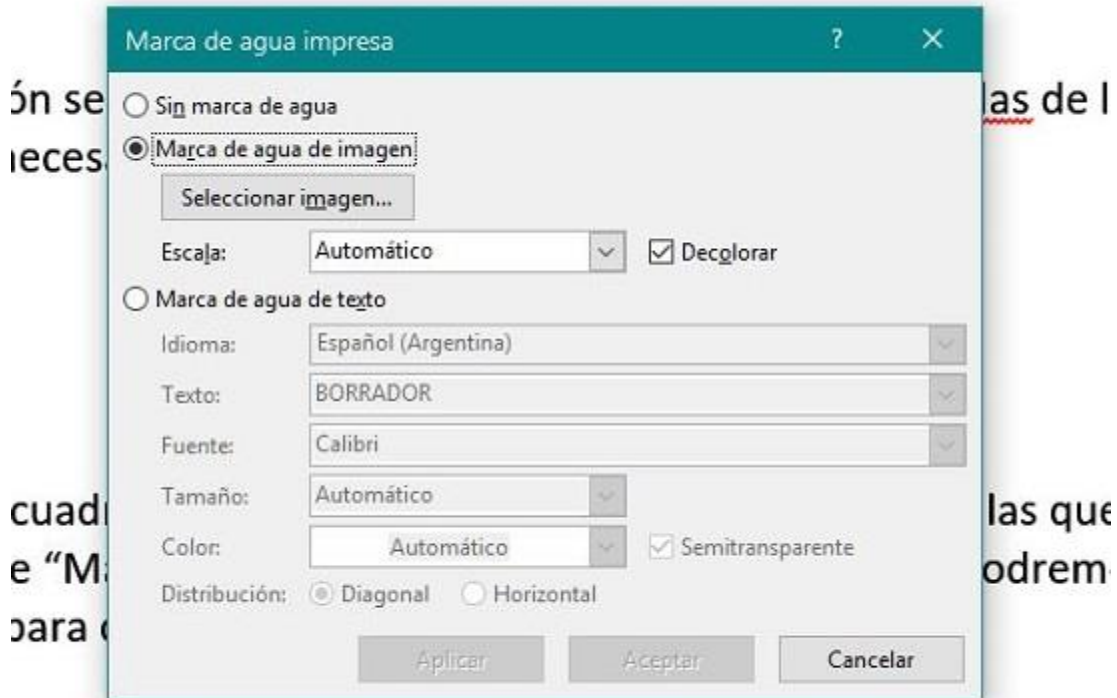 Marca de agua impresa ? ×
ón se
las de l
Sin marca de agua
Marca de agua de imagen
neces
Seleccionar imagen...
Escala: Automático Decolorar
Marca de agua de texto
Idioma: Español (Argentina)
Texto: BORRADOR
Fuente: Calibri
Tamaño: Automático
cuad
las que
Color: Automático Semitransparente
e “M
odrem
Distribución: Diagonal Horizontal
para
Aplicar Aceptar Cancelar